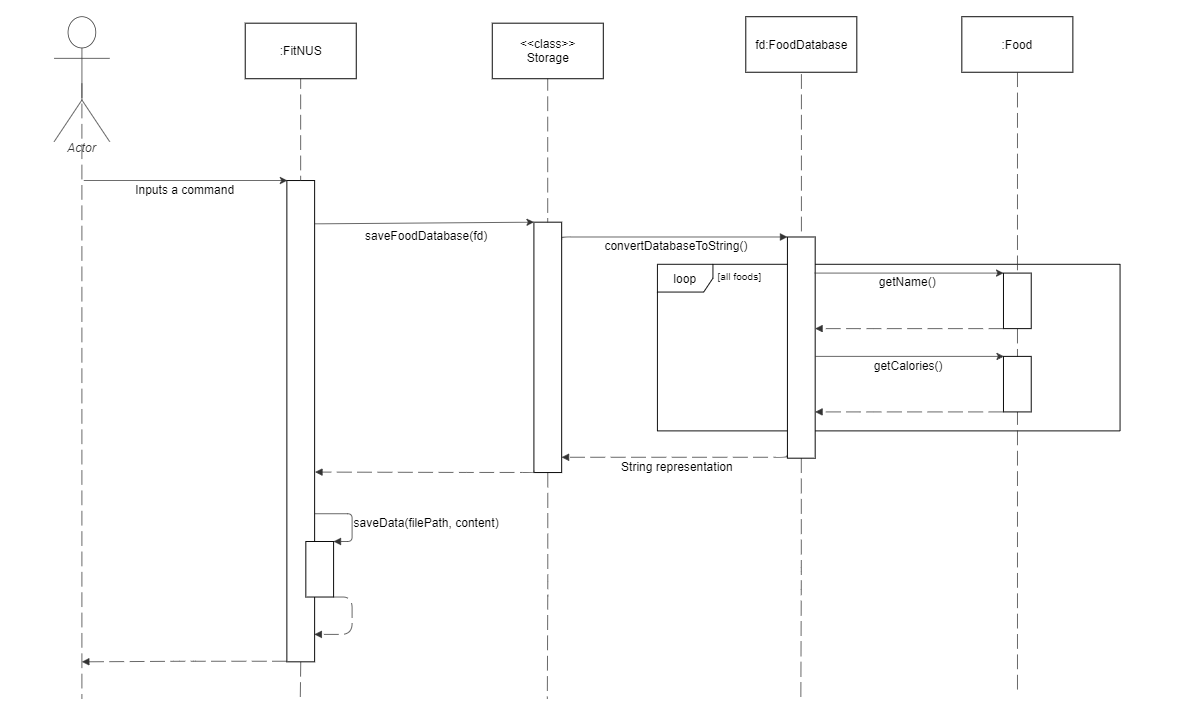 :FitNUS
<<class>>
Storage
fd:FoodDatabase
:Food
Actor
Inputs a command
saveFoodDatabase(fd)
convertDatabaseToString()
loop
[all foods]
getName()
getCalories()
String representation
saveData(filePath, content)